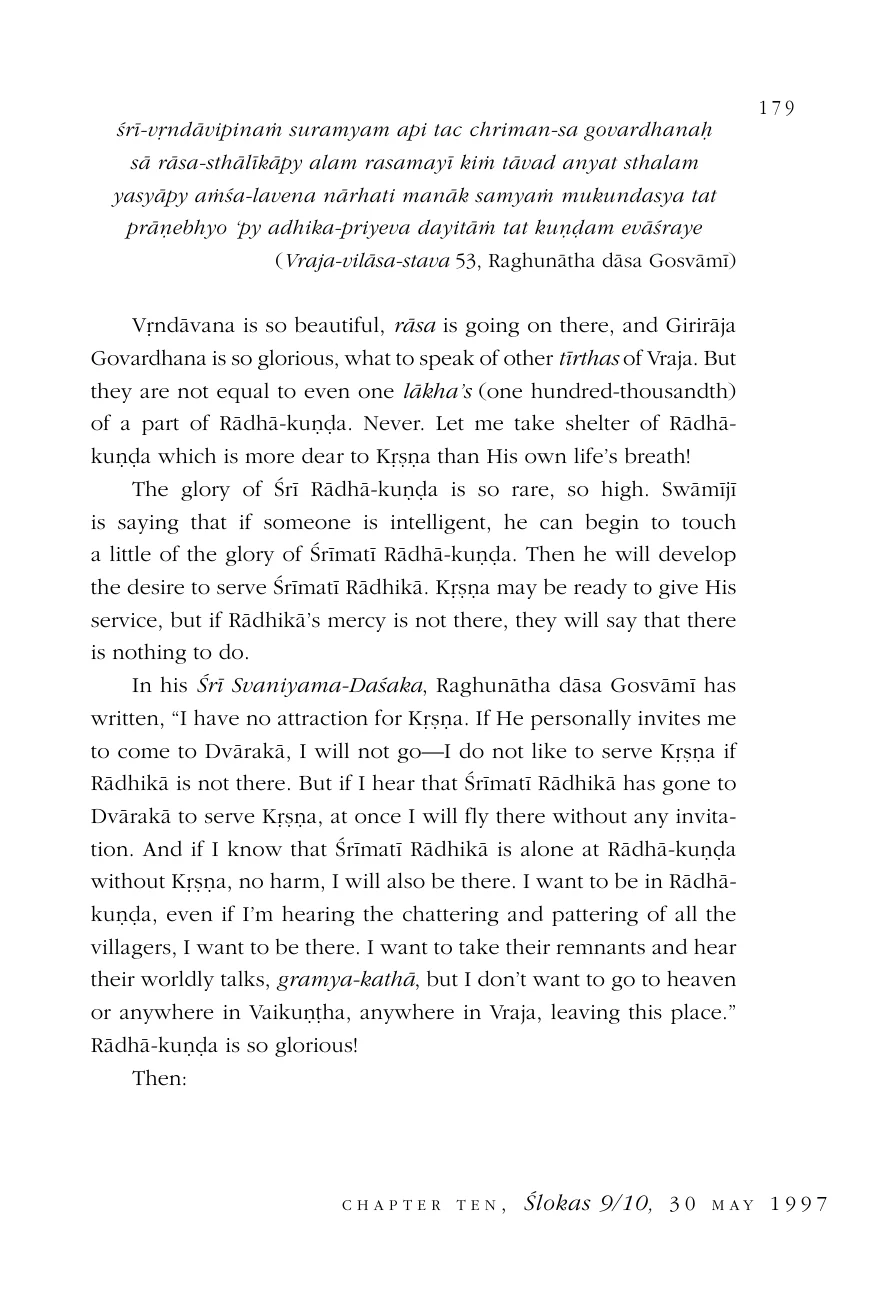 179
śrī-vṛndāvipinaṁ suramyam api tac chriman-sa govardhanaḥ
sā rāsa-sthālīkāpy alam rasamayī kiṁ tāvad anyat sthalam
yasyāpy aṁśa-lavena nārhati manāk samyaṁ mukundasya tat
prāṇebhyo ‘py adhika-priyeva dayitāṁ tat kuṇḍam evāśraye
(Vraja-vilāsa-stava 53, Raghunātha dāsa Gosvāmī)
Vṛndāvana is so beautiful, rāsa is going on there, and Girirāja
Govardhana is so glorious, what to speak of other tīrthas of Vraja. But
they are not equal to even one lākha’s (one hundred-thousandth)
of a part of Rādhā-kuṇḍa. Never. Let me take shelter of Rādhā-
kuṇḍa which is more dear to Kṛṣṇa than His own life’s breath!
The glory of Śrī Rādhā-kuṇḍa is so rare, so high. Swāmījī
is saying that if someone is intelligent, he can begin to touch
a little of the glory of Śrīmatī Rādhā-kuṇḍa. Then he will develop
the desire to serve Śrīmatī Rādhikā. Kṛṣṇa may be ready to give His
service, but if Rādhikā’s mercy is not there, they will say that there
is nothing to do.
In his Śrī Svaniyama-Daśaka, Raghunātha dāsa Gosvāmī has
written, “I have no attraction for Kṛṣṇa. If He personally invites me
to come to Dvārakā, I will not go—I do not like to serve Kṛṣṇa if
Rādhikā is not there. But if I hear that Śrīmatī Rādhikā has gone to
Dvārakā to serve Kṛṣṇa, at once I will fly there without any invita-
tion. And if I know that Śrīmatī Rādhikā is alone at Rādhā-kuṇḍa
without Kṛṣṇa, no harm, I will also be there. I want to be in Rādhā-
kuṇḍa, even if I’m hearing the chattering and pattering of all the
villagers, I want to be there. I want to take their remnants and hear
their worldly talks, gramya-kathā, but I don’t want to go to heaven
or anywhere in Vaikuṇṭha, anywhere in Vraja, leaving this place.”
Rādhā-kuṇḍa is so glorious!
Then:
CHAPTER TEN, Ślokas 9/10, 30 MAY 1997